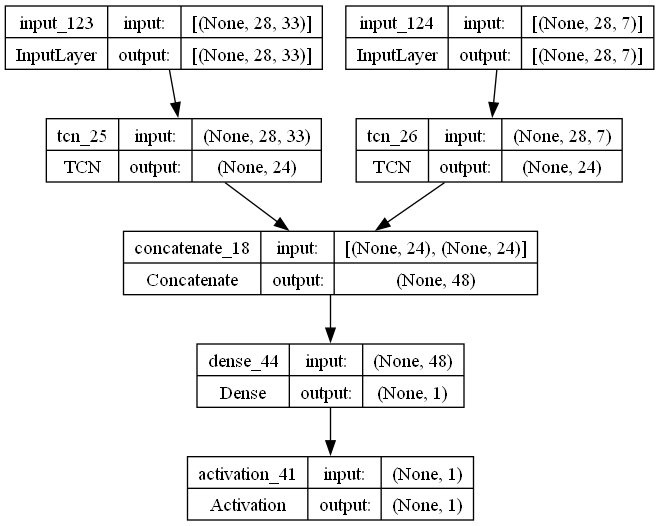 input_123 input: [(None, 28, 33)]
InputLayer output: [(None, 28, 33)]
input_124 input: [(None, 28, 7)]
InputLayer output: [(None, 28, 7)]
tcn_25 input: (None, 28, 33)
TCN output: (None, 24)
tcn_26 input: (None, 28, 7)
TCN output: (None, 24)
concatenate_18 input: [(None, 24), (None, 24)]
Concatenate output: (None, 48)
dense_44 input: (None, 48)
Dense output: (None, 1)
activation_41 input: (None, 1)
Activation output: (None, 1)